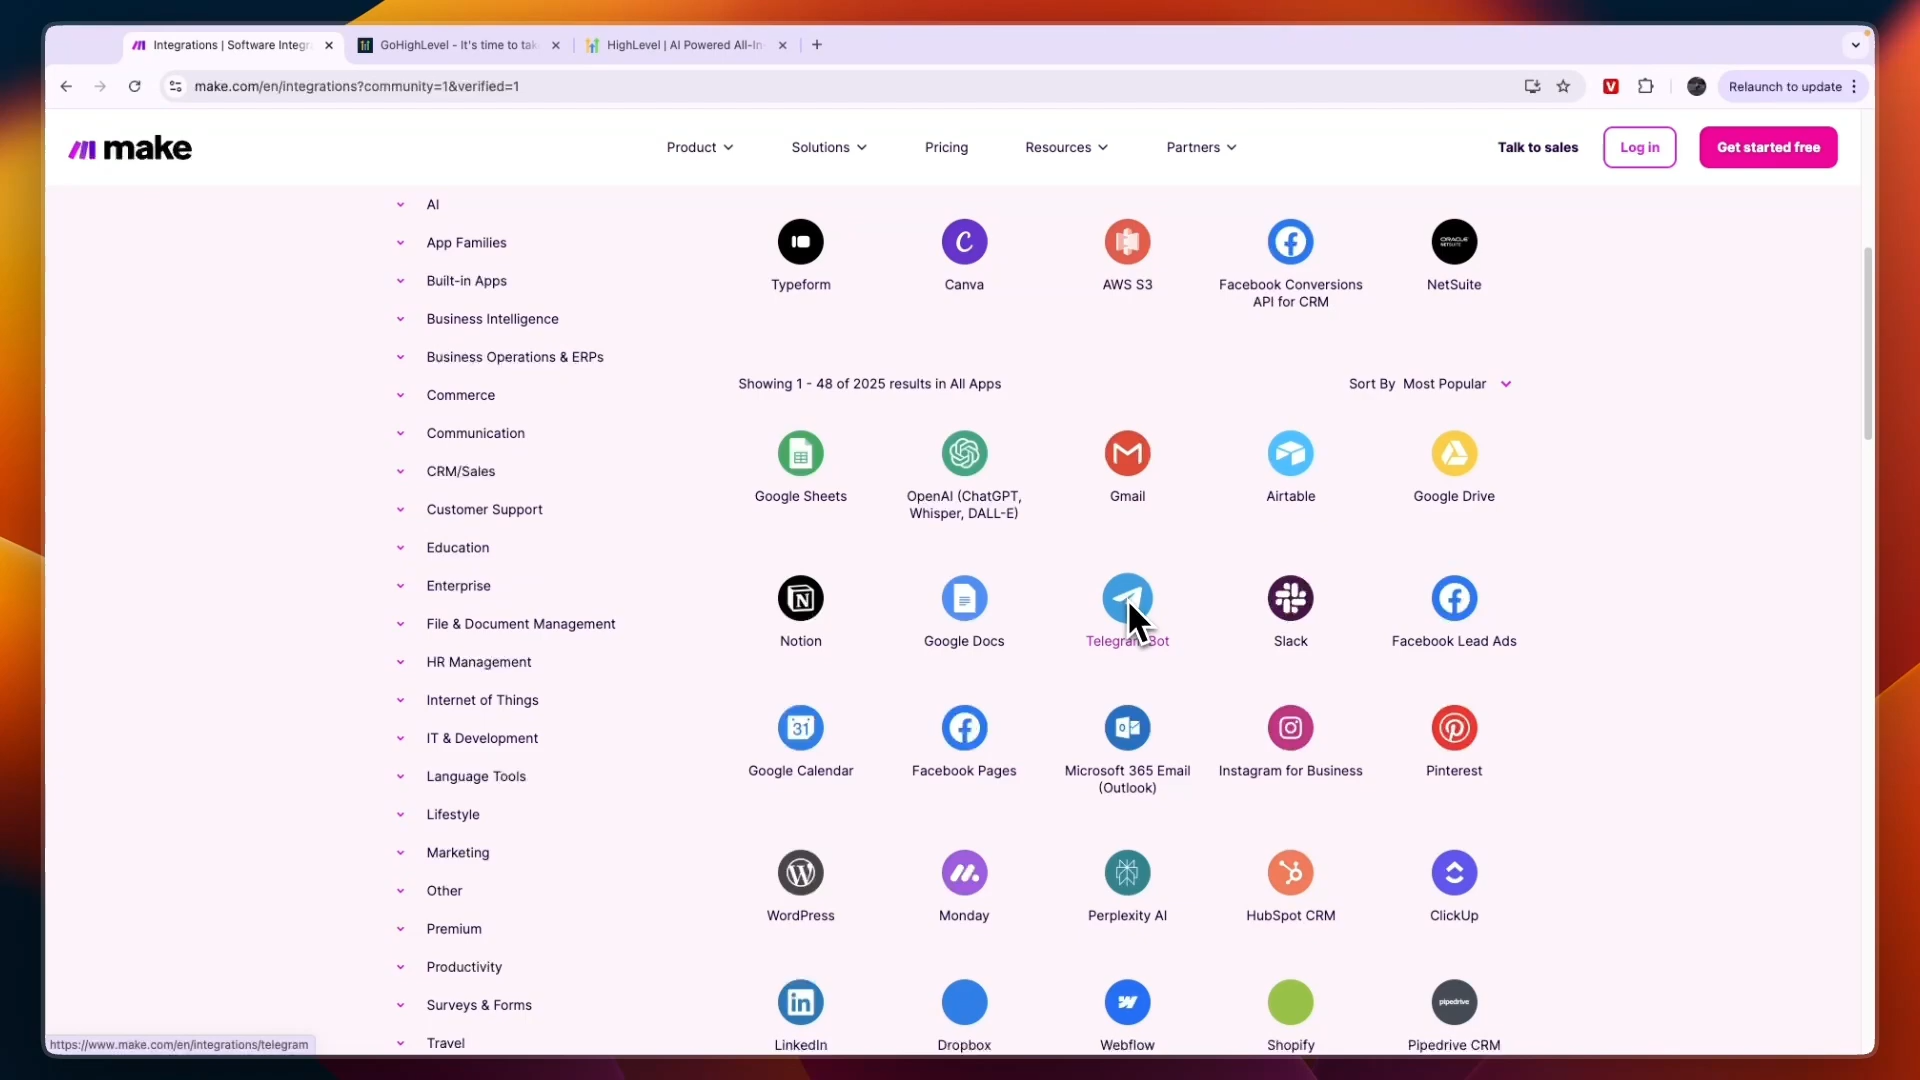 Integrations | Software Integr
GoHighLevel - It's time to tak
HighLevel | AI Powered All-In
make.com/en/integrations?community=1&verified=1
Relaunch to update
make
Product
Solutions
Pricing
Resources
Partners
Talk to sales
Log in
Get started free
AI
App Families
Built-in Apps
Business Intelligence
Business Operations & ERPs
Commerce
Communication
CRM/Sales
Customer Support
Education
Enterprise
File & Document Management
HR Management
Internet of Things
IT & Development
Language Tools
Lifestyle
Marketing
Other
Premium
Productivity
Surveys & Forms
Travel
ORACLE
NETSUITE
Typeform
Canva
AWS S3
Facebook Conversions
API for CRM
NetSuite
Showing 1 - 48 of 2025 results in All Apps
Sort By Most Popular
Google Sheets
OpenAI (ChatGPT,
Whisper, DALL-E)
Gmail
Airtable
Google Drive
Notion
Google Docs
Telegram Bot
Slack
Facebook Lead Ads
31
Google Calendar
Facebook Pages
Microsoft 365 Email
(Outlook)
Instagram for Business
Pinterest
WordPress
Monday
Perplexity AI
HubSpot CRM
ClickUp
pipedrive
LinkedIn
Dropbox
Webflow
Shopify
Pipedrive CRM
https://www.make.com/en/integrations/telegram